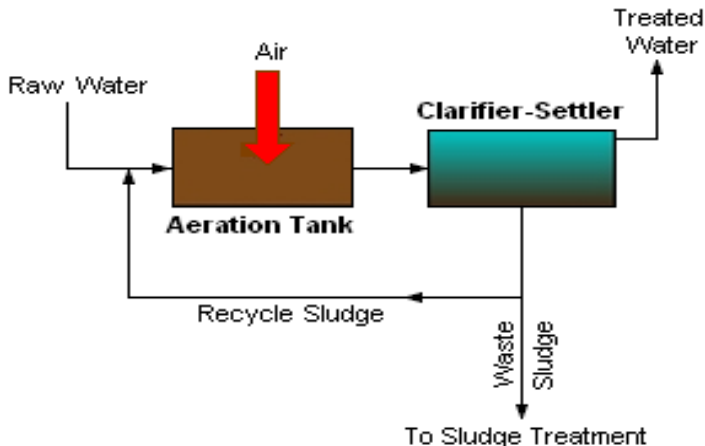 Treated
Water
Air
Raw Water
Clarifier-Settler
Aeration Tank
Recycle Sludge
Waste
Sludge
To Sludge Treatment